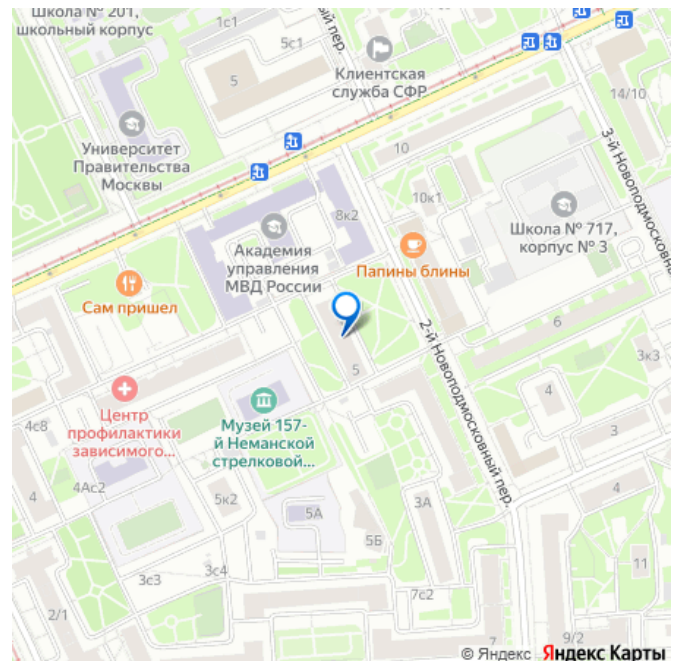 Школа № 201,
школьный корпус
1с1
5с1
5
Клиентская
служба СФР
14/10
Университет
Правительства
Москвы
10
3-й Новоподмосковный
8к2
10к1
Школа № 717,
корпус № 3
Академия
управления
МВД России
Папины блины
Сам пришел
2-й Новоподмосковный пер.
6
3к3
5
4
Центр
профилактики
зависимого...
Музей 157-
й Неманской
стрелковой...
4с8
3
4Ас2
4
5к2
3А
4
5А
5Б
3с4
3с3
11
7с2
2/1
9/2
7
© Яндекс Яндекс Карты